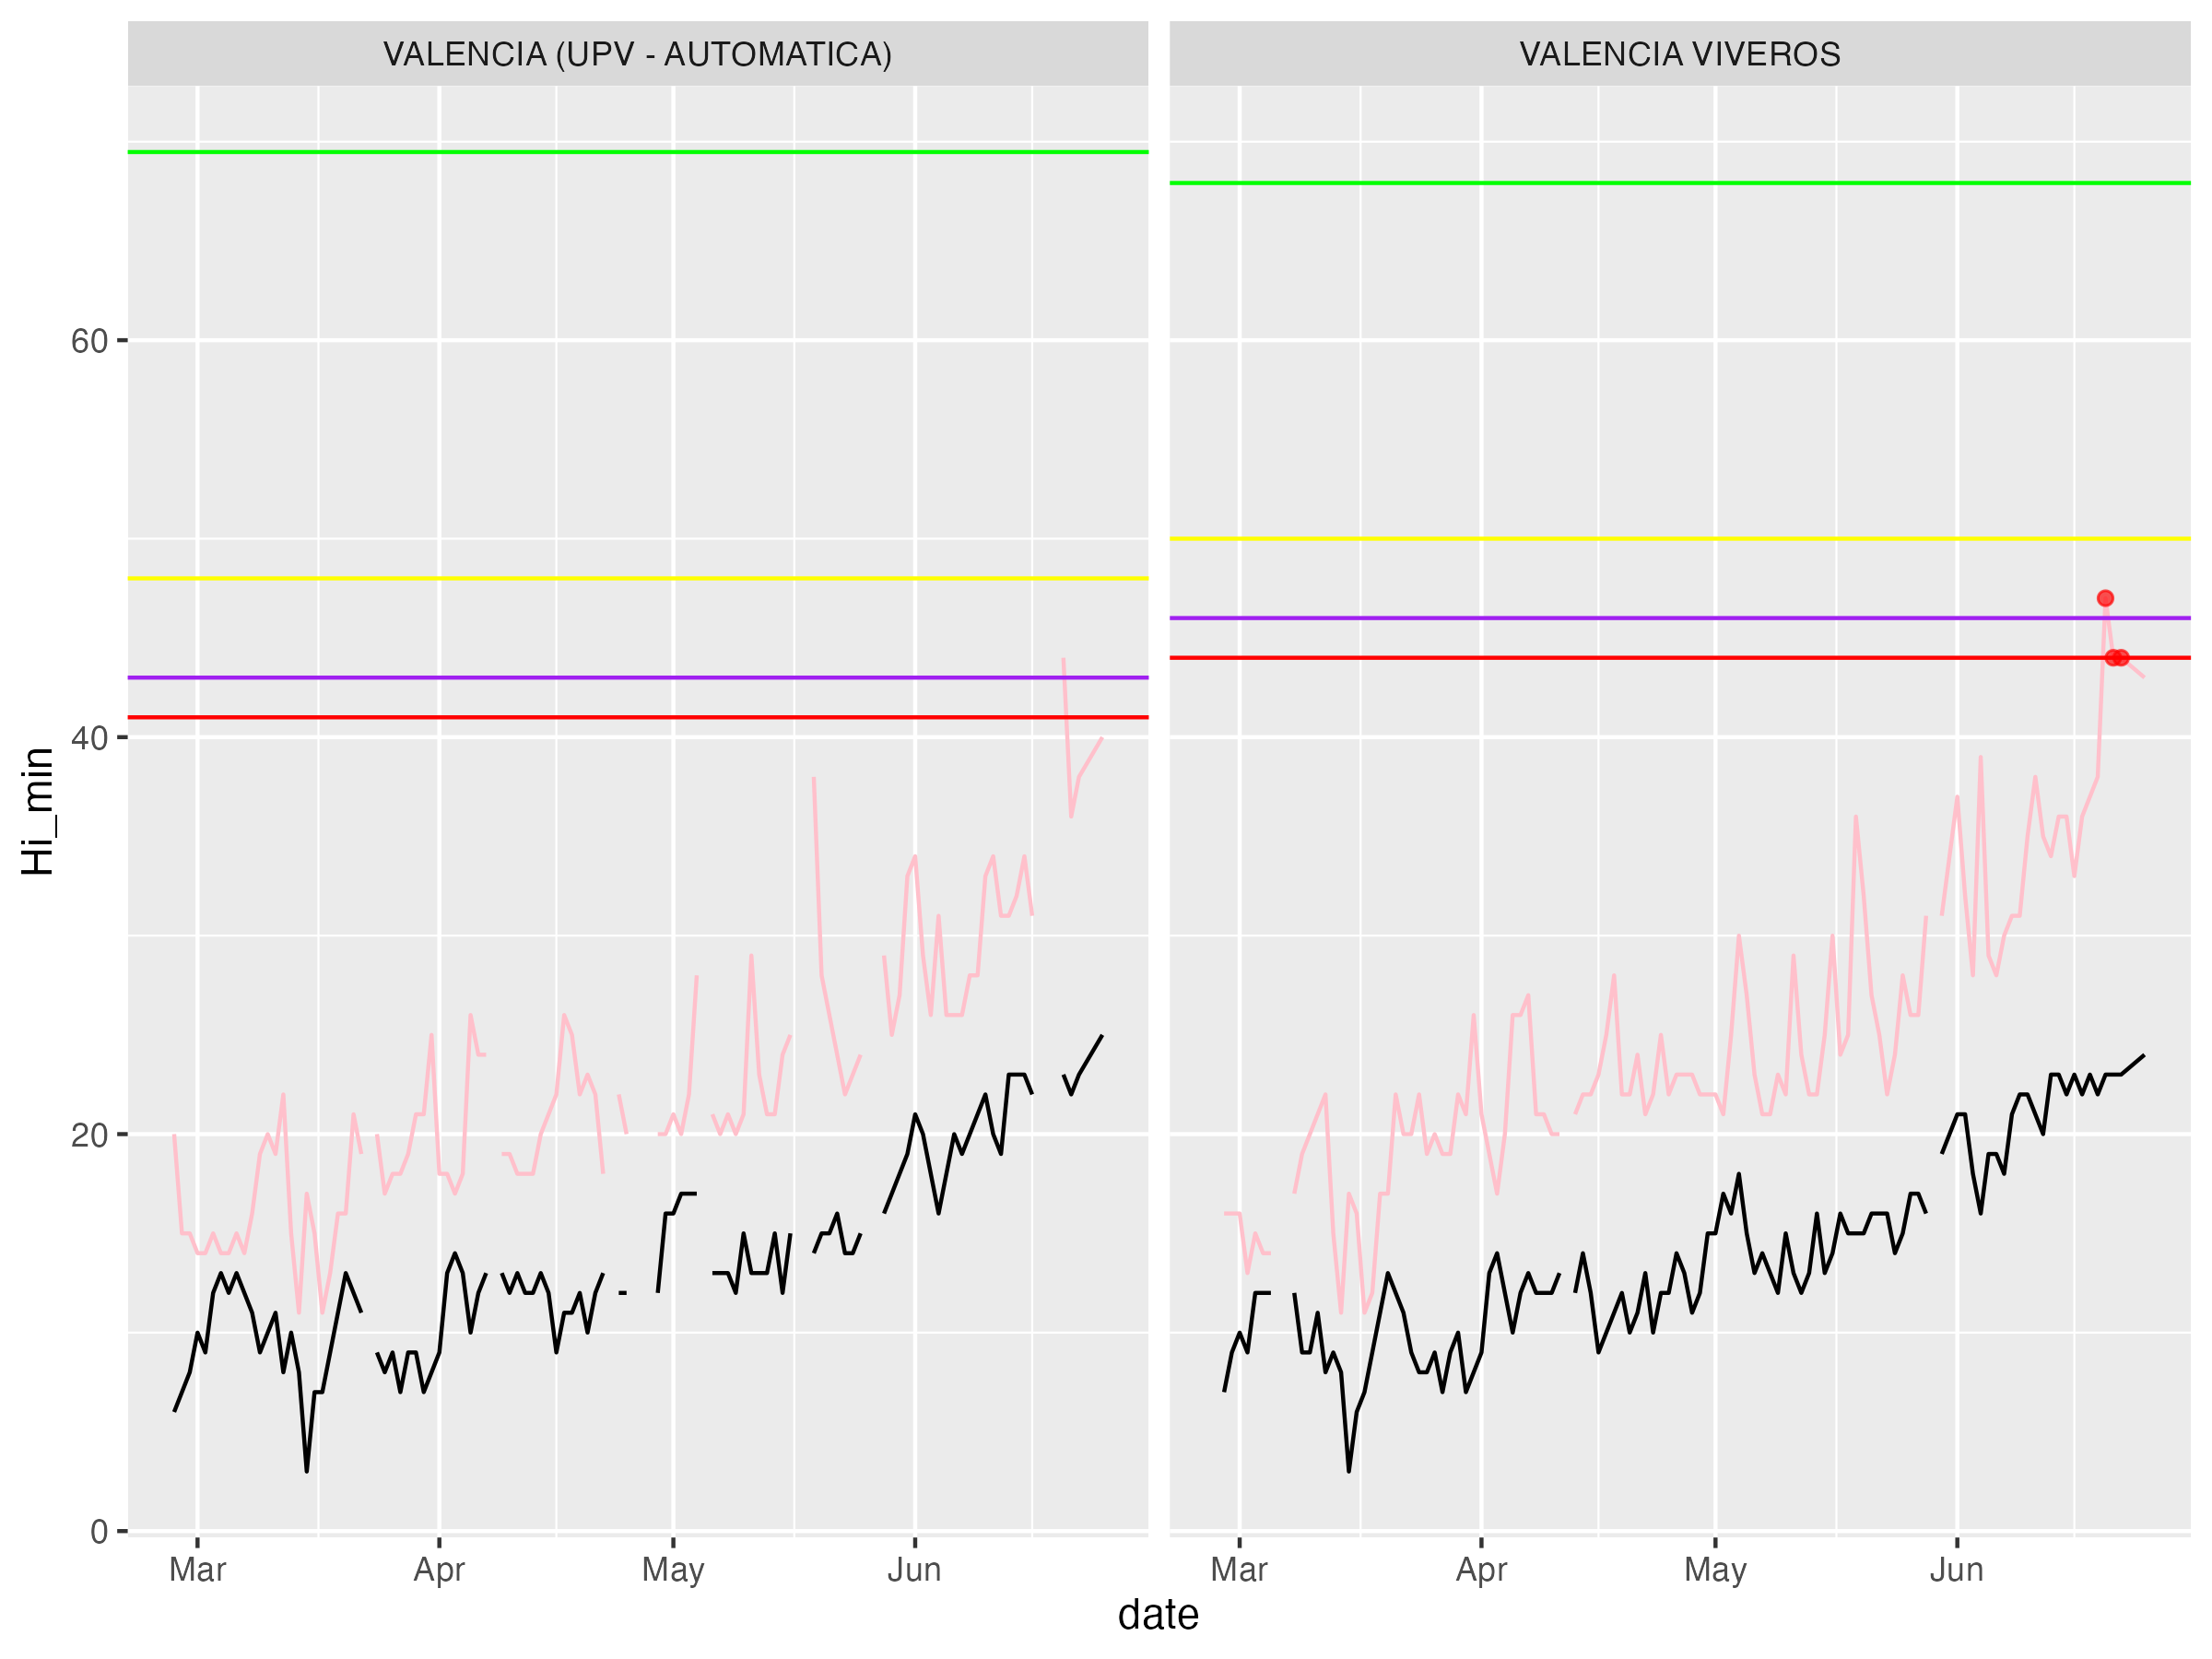 VALENCIA (UPV - AUTOMATICA)
VALENCIA VIVEROS
Hi_min
60
40
20
0
Mar
Apr
May
Jun
Mar
Apr
May
Jun
date